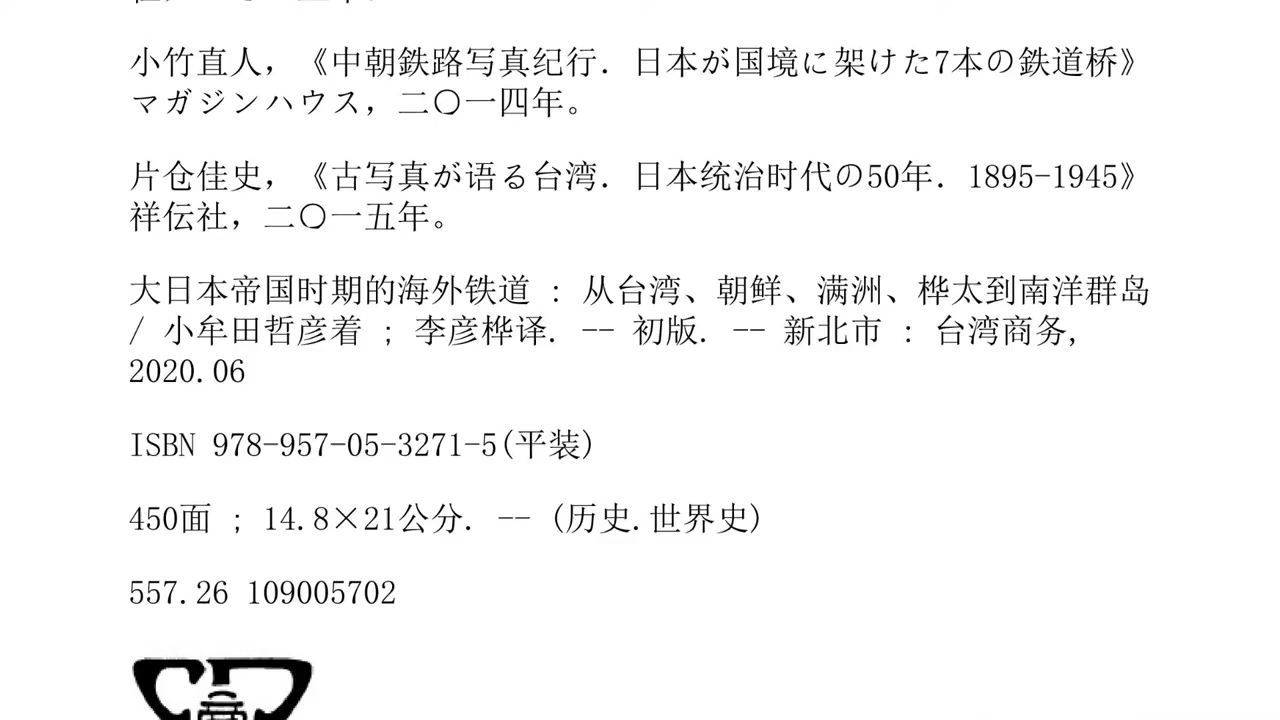 小竹直人，《中朝鉄路写真纪行．日本が国境に架けた7本の鉄道桥》
マガジンハウス，二〇一四年。
片仓佳史，《古写真が语る台湾．日本统治时代の50年．1895-1945》
祥伝社，二〇一五年。
大日本帝国时期的海外铁道 : 从台湾、朝鲜、满洲、桦太到南洋群岛
/ 小牟田哲彦着 ; 李彦桦译. -- 初版. -- 新北市 : 台湾商务,
2020.06
ISBN 978-957-05-3271-5(平装)
450面 ; 14.8×21公分. -- (历史.世界史)
557.26 109005702